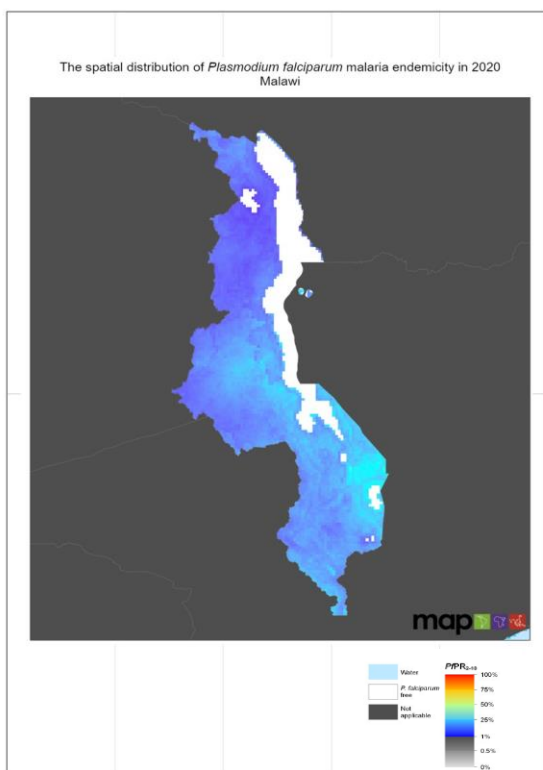 The spatial distribution of Plasmodium falciparum malaria endemicity in 2020
Malawi
map
Water
P. falciparum
free
Not
applicable
PfPR2-10
100%
75%
50%
25%
1%
0.5%
0%